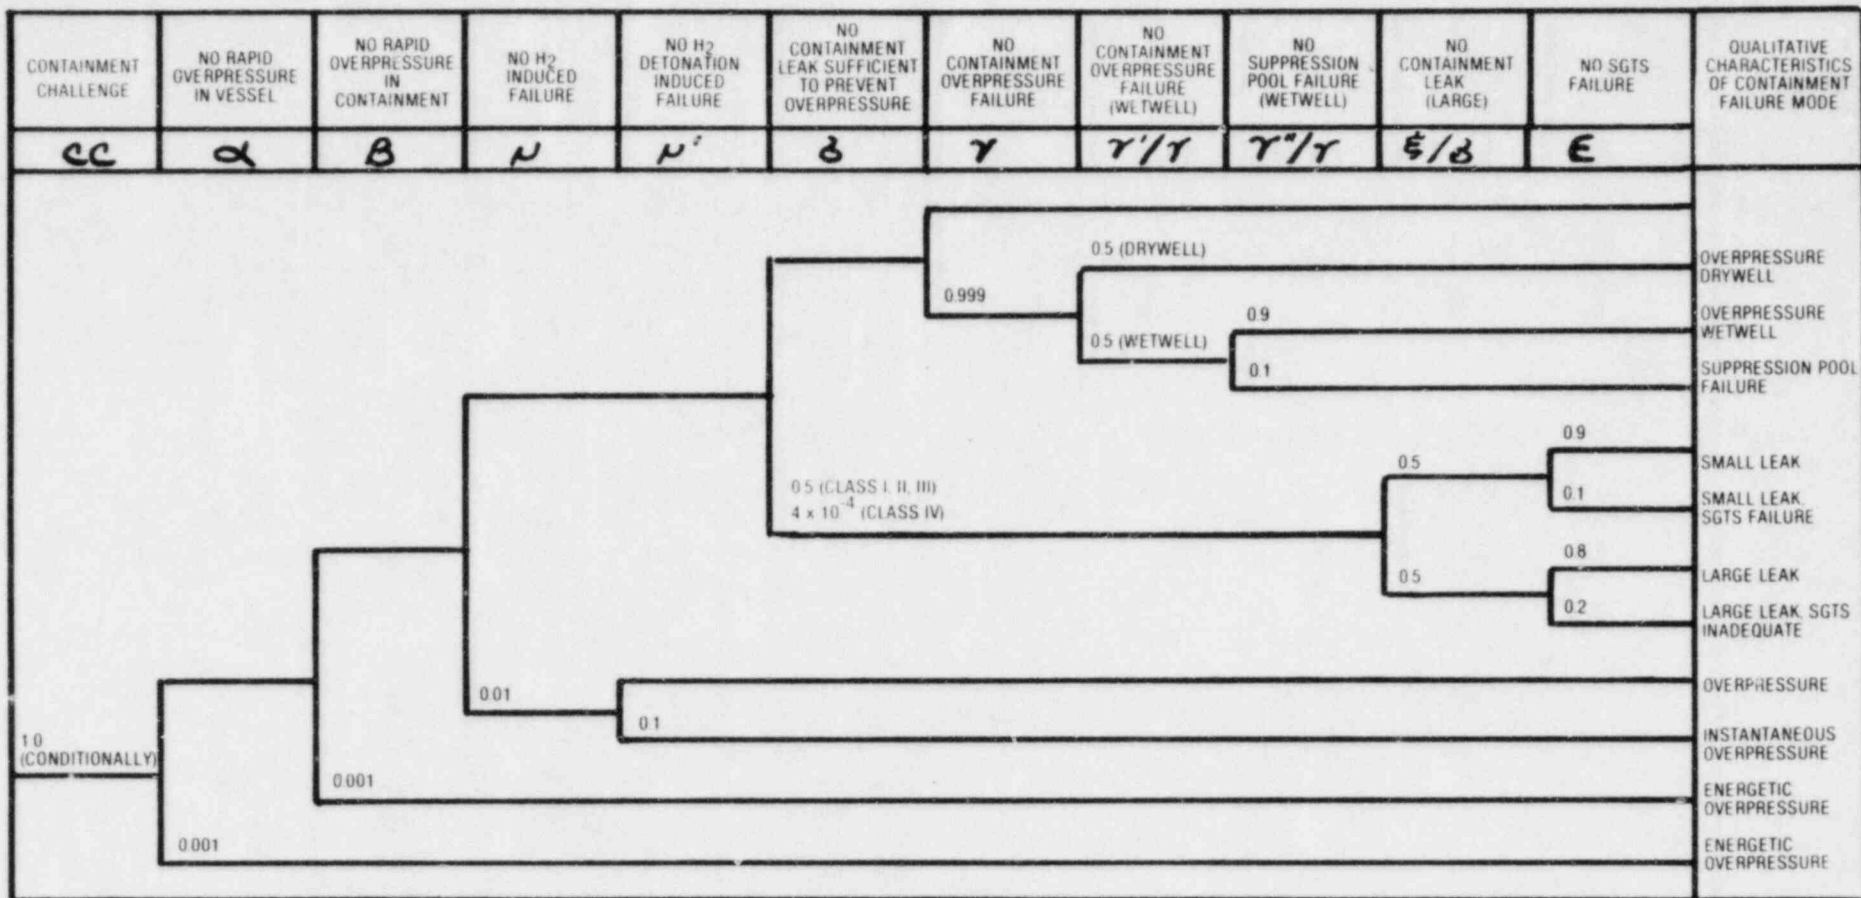 CONTAINMENT
CHALLENGE
NO RAPID
OVERPRESSURE
IN VESSEL
NO RAPID
OVERPRESSURE
IN
CONTAINMENT
NO H2
INDUCED
FAILURE
NO H2
DETONATION
INDUCED
FAILURE
NO
CONTAINMENT
LEAK SUFFICIENT
TO PREVENT
OVERPRESSURE
NO
CONTAINMENT
OVERPRESSURE
FAILURE
NO
CONTAINMENT
OVERPRESSURE
FAILURE
(WETWELL)
NO
SUPPRESSION
POOL FAILURE
(WETWELL)
NO
CONTAINMENT
LEAK
(LARGE)
NO SGTS
FAILURE
QUALITATIVE
CHARACTERISTICS
OF CONTAINMENT
FAILURE MODE
CC
α
β
μ
μ'
δ
γ
γ'/γ
γ"/γ
ξ/δ
ε
0.5 (DRYWELL)
OVERPRESSURE
DRYWELL
0.999
0.9
OVERPRESSURE
WETWELL
0.5 (WETWELL)
0.1
SUPPRESSION POOL
FAILURE
0.9
0.5
SMALL LEAK
0.5 (CLASS I, II, III)
4 x 10⁻⁴ (CLASS IV)
0.1
SMALL LEAK
SGTS FAILURE
0.8
0.5
LARGE LEAK
0.2
LARGE LEAK, SGTS
INADEQUATE
0.01
OVERPRESSURE
0.1
INSTANTANEOUS
OVERPRESSURE
1.0
(CONDITIONALLY)
0.001
ENERGETIC
OVERPRESSURE
0.001
ENERGETIC
OVERPRESSURE